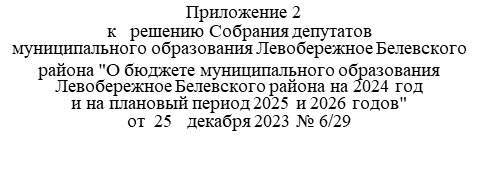 Приложение 2
к решению Собрания депутатов
муниципального образования Левобережное Белевского
района "О бюджете муниципального образования
Левобережное Белевского района на 2024 год
и на плановый период 2025 и 2026 годов"
от 25 декабря 2023 № 6/29